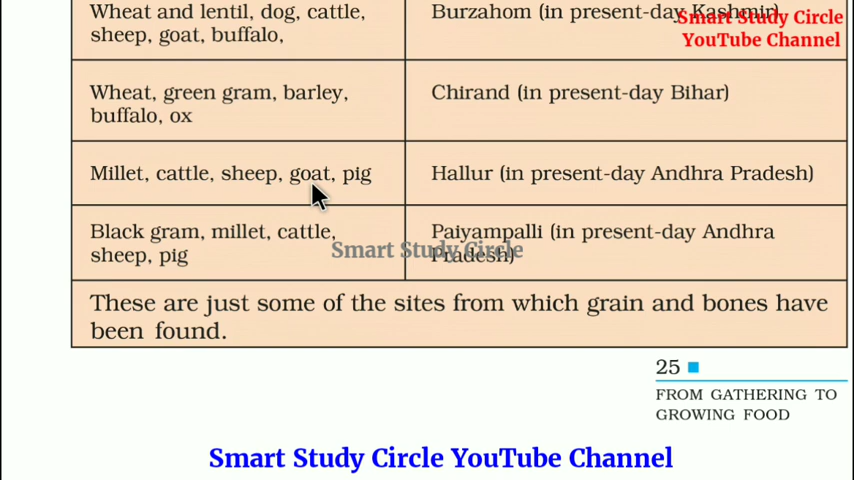 Wheat and lentil, dog, cattle,
sheep, goat, buffalo,
Burzahom (in present-day Kashmir)
Smart Study Circle
YouTube Channel
Wheat, green gram, barley,
buffalo, ox
Chirand (in present-day Bihar)
Millet, cattle, sheep, goat, pig
Hallur (in present-day Andhra Pradesh)
Black gram, millet, cattle,
sheep, pig
Paiyampalli (in present-day Andhra
Pradesh)
Smart Study Circle
These are just some of the sites from which grain and bones have
been found.
25
FROM GATHERING TO
GROWING FOOD
Smart Study Circle YouTube Channel